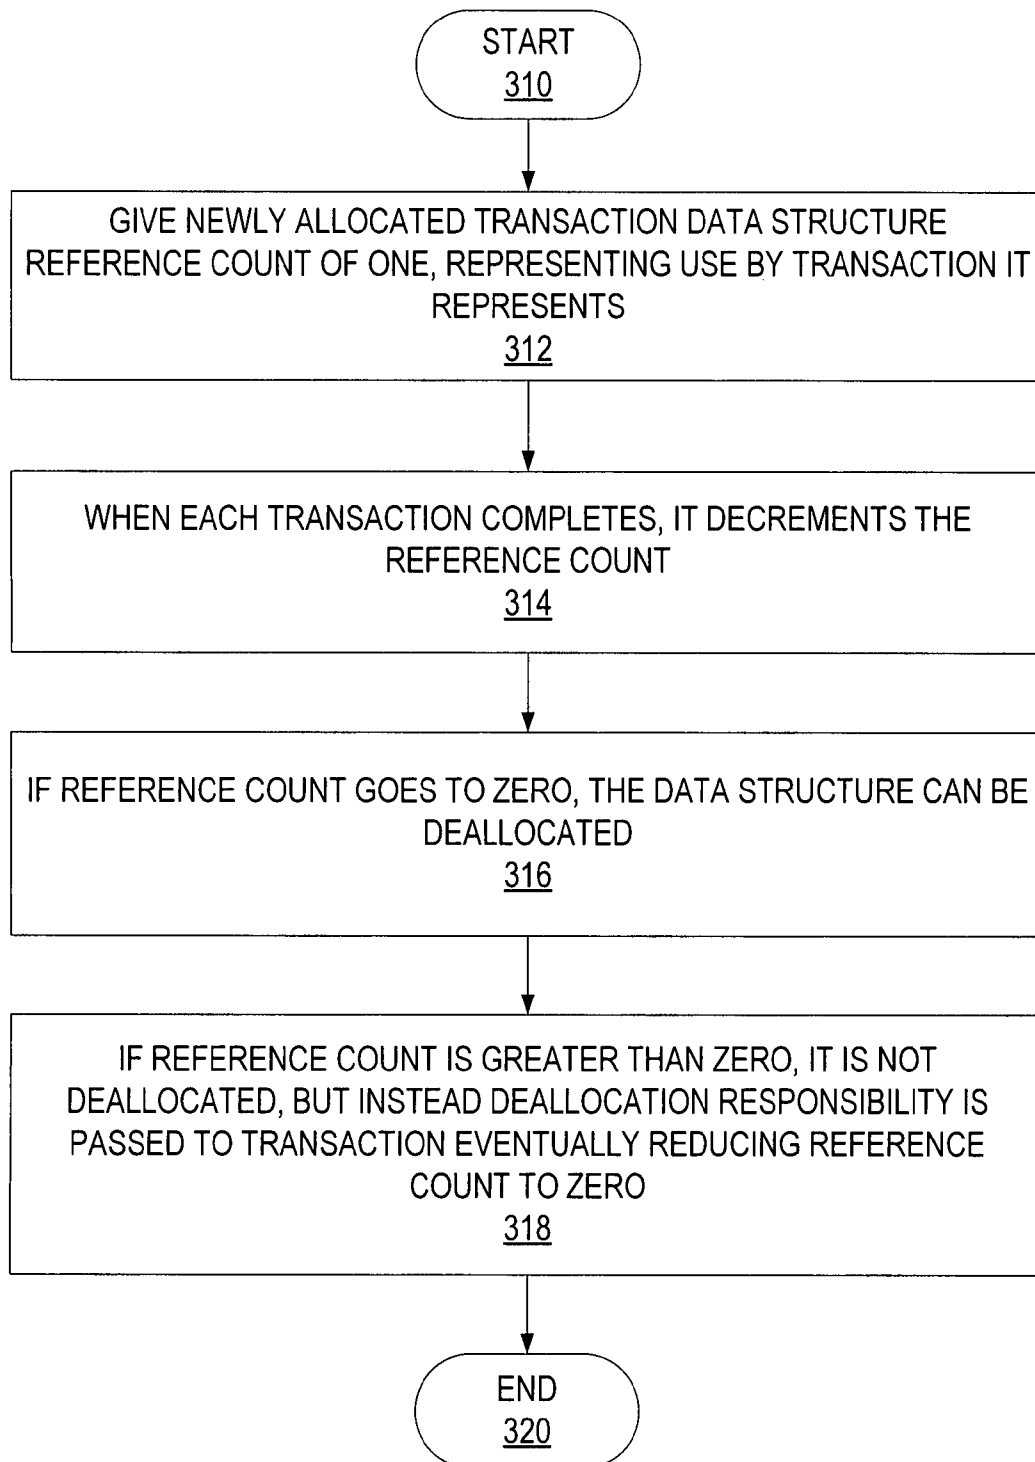 START
310
GIVE NEWLY ALLOCATED TRANSACTION DATA STRUCTURE
REFERENCE COUNT OF ONE, REPRESENTING USE BY TRANSACTION IT
REPRESENTS
312
WHEN EACH TRANSACTION COMPLETES, IT DECREMENTS THE
REFERENCE COUNT
314
IF REFERENCE COUNT GOES TO ZERO, THE DATA STRUCTURE CAN BE
DEALLOCATED
316
IF REFERENCE COUNT IS GREATER THAN ZERO, IT IS NOT
DEALLOCATED, BUT INSTEAD DEALLOCATION RESPONSIBILITY IS
PASSED TO TRANSACTION EVENTUALLY REDUCING REFERENCE
COUNT TO ZERO
318
END
320